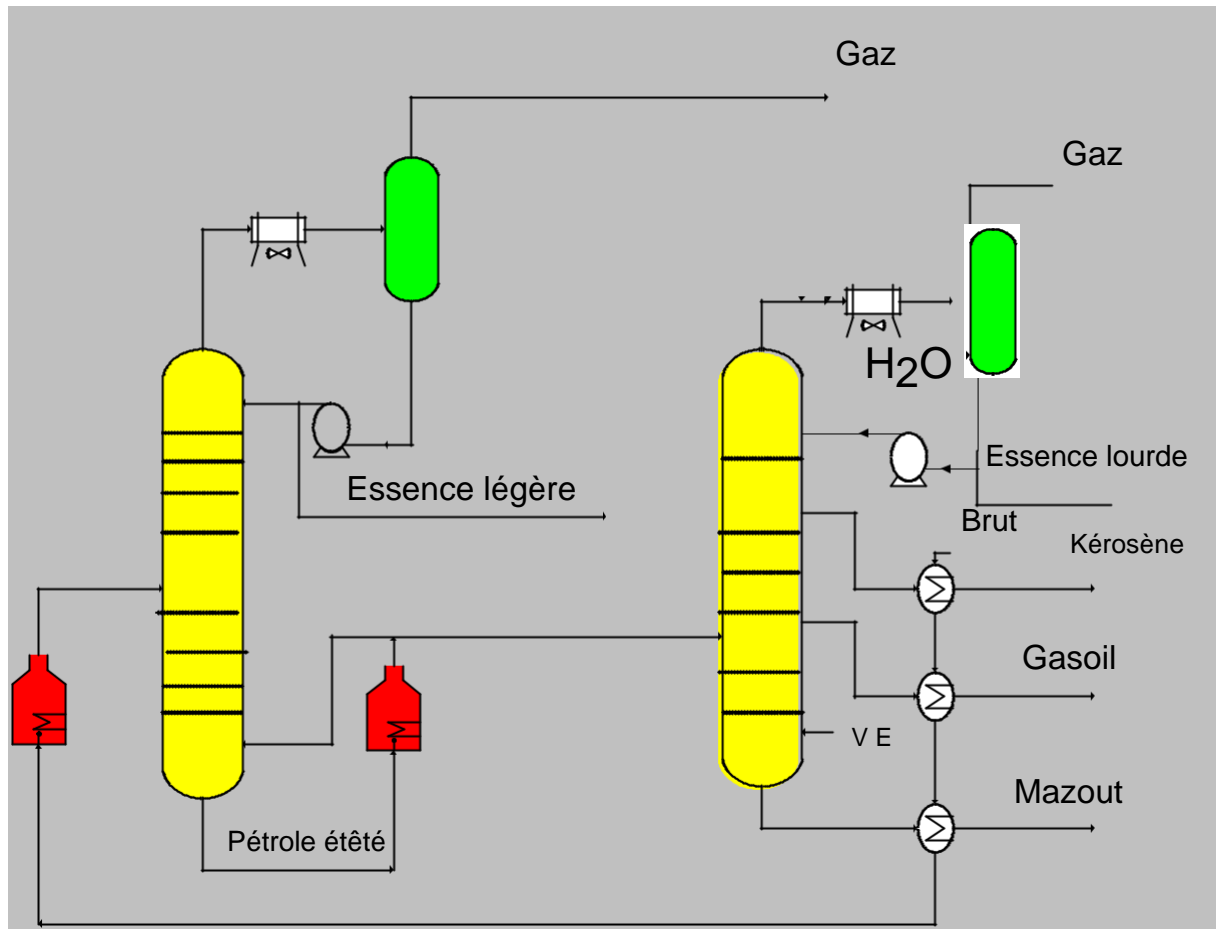 Gaz
Gaz
H2O
Essence lourde
Essence légère
Brut
Kérosène
Gasoil
V E
Mazout
Pétrole étêté